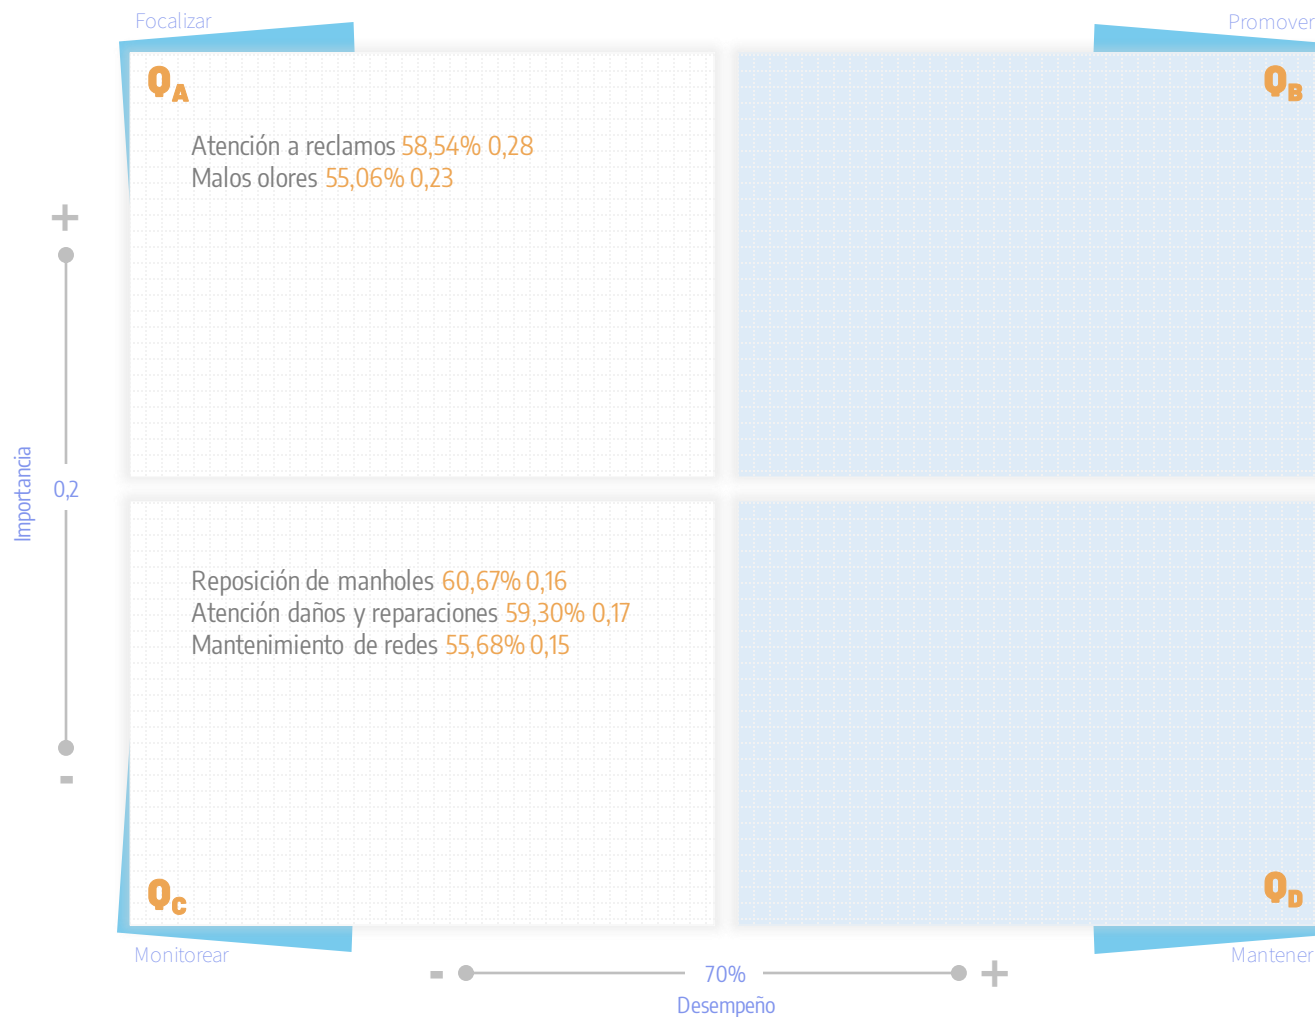 Focalizar
Promover
QA
QB
Atención a reclamos 58,54% 0,28
Malos olores 55,06% 0,23
+
Importancia
0,2
Reposición de manholes 60,67% 0,16
Atención daños y reparaciones 59,30% 0,17
Mantenimiento de redes 55,68% 0,15
-
QC
QD
Monitorear
Mantener
- 70% +
Desempeño